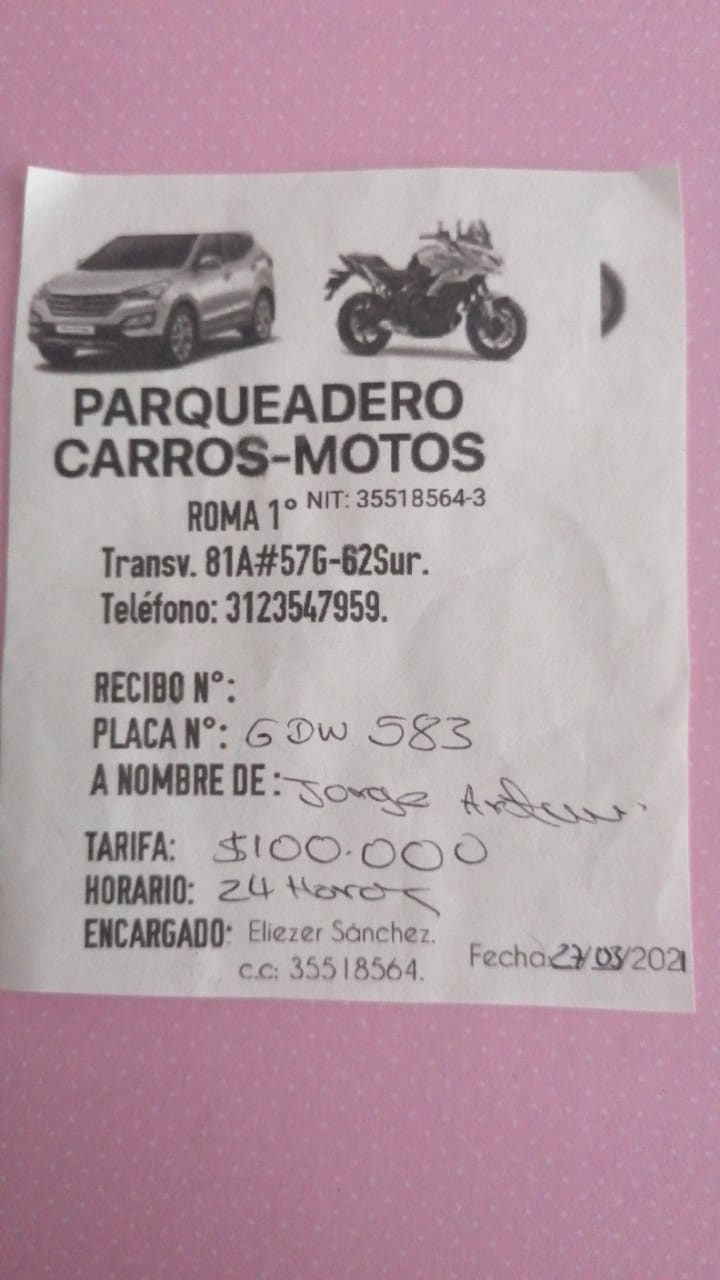 PARQUEADERO
CARROS-MOTOS
ROMA 1° NIT: 35518564-3
Transv. 81A#57G-62Sur.
Teléfono: 3123547959.
RECIBO N°:
PLACA N°: GDW 583
A NOMBRE DE: Jorge
TARIFA: $100.000
HORARIO: 24 Horas
ENCARGADO: Eliezer Sánchez.
c.c: 35518564.
Fecha:27/03/2021